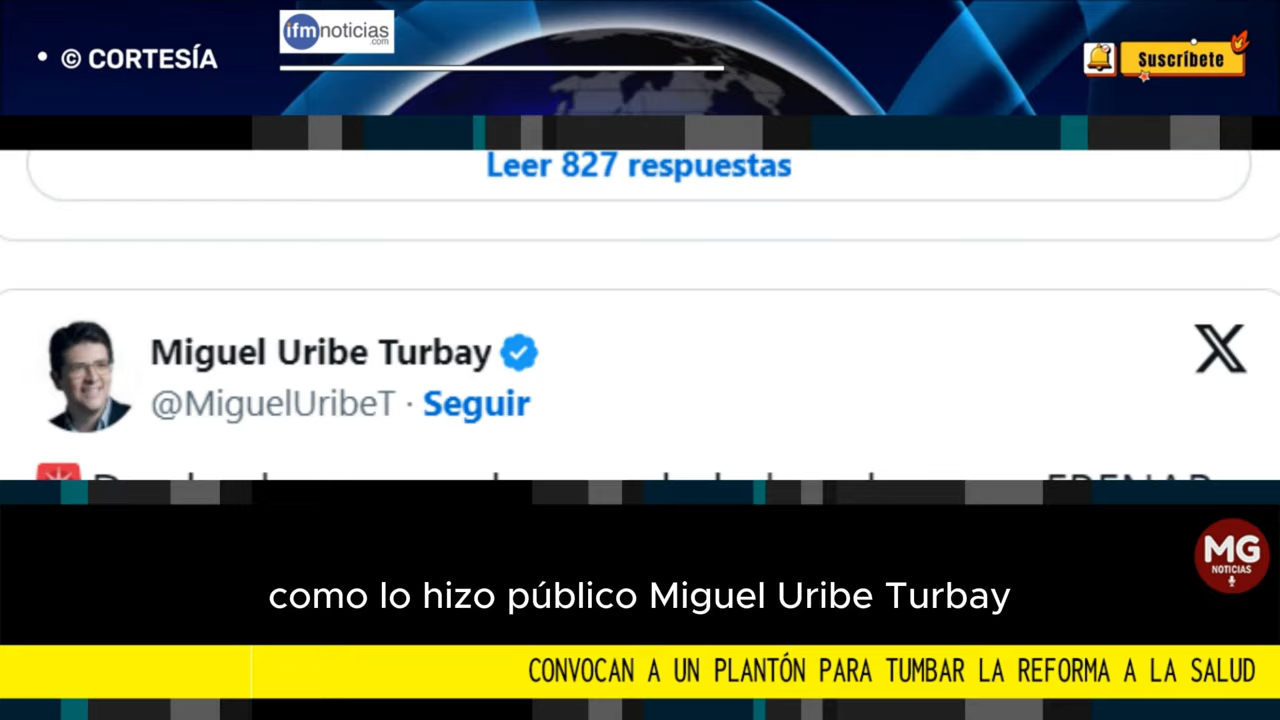 • © CORTESÍA
ifmnoticias
.com
Suscríbete
Leer 827 respuestas
Miguel Uribe Turbay
X
@MiguelUribeT · Seguir
MG
NOTICIAS
como lo hizo público Miguel Uribe Turbay
CONVOCAN A UN PLANTÓN PARA TUMBAR LA REFORMA A LA SALUD